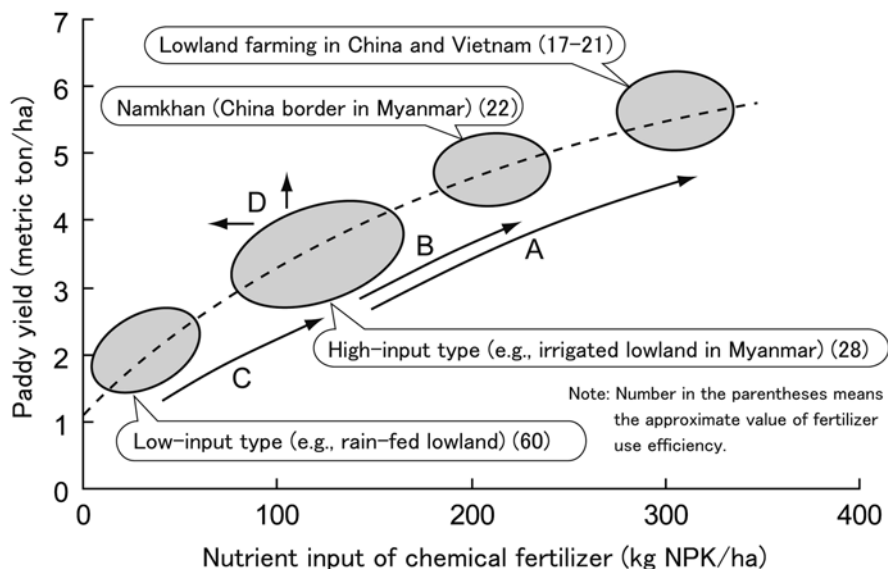 7
Lowland farming in China and Vietnam (17-21)
6
Namkhan (China border in Myanmar) (22)
5
D
4
B
A
3
High-input type (e.g., irrigated lowland in Myanmar) (28)
2
C
Note: Number in the parentheses means
the approximate value of fertilizer
use efficiency.
1
Low-input type (e.g., rain-fed lowland) (60)
0
Paddy yield (metric ton/ha)
0 100 200 300 400
Nutrient input of chemical fertilizer (kg NPK/ha)